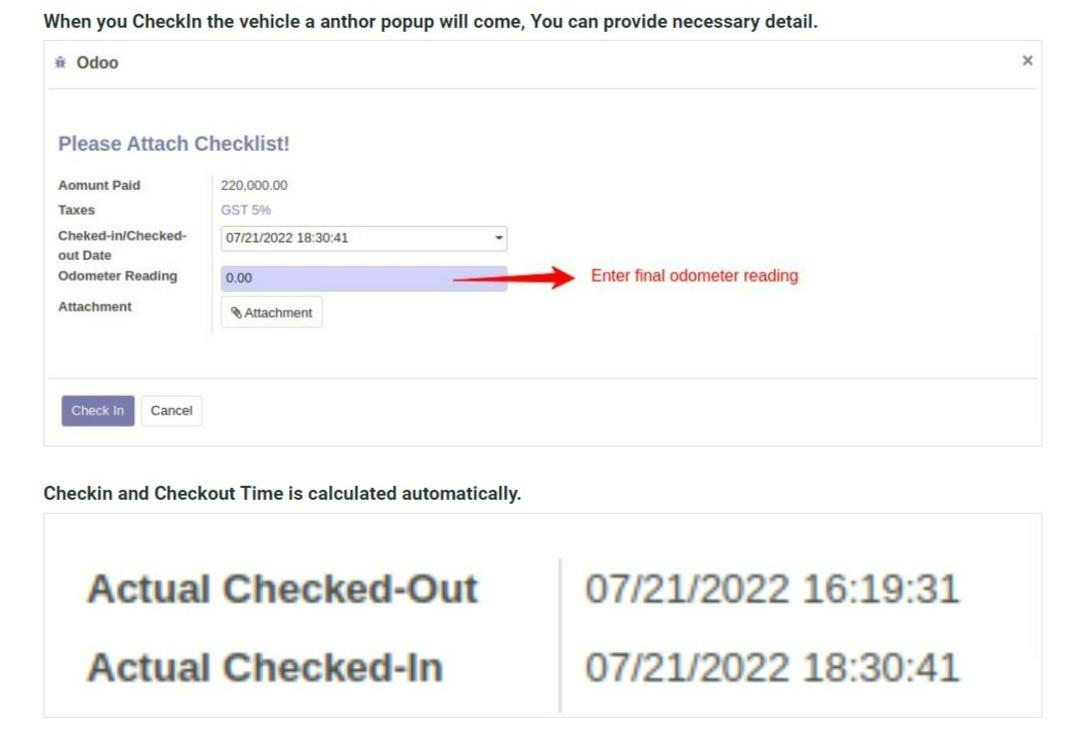 When you CheckIn the vehicle a anthor popup will come, You can provide necessary detail.
Odoo
×
Please Attach Checklist!
Aomunt Paid 220,000.00
Taxes GST 5%
Cheked-in/Checked-
out Date 07/21/2022 18:30:41
Odometer Reading 0.00 Enter final odometer reading
Attachment Attachment
Check In Cancel
Checkin and Checkout Time is calculated automatically.
Actual Checked-Out 07/21/2022 16:19:31
Actual Checked-In 07/21/2022 18:30:41